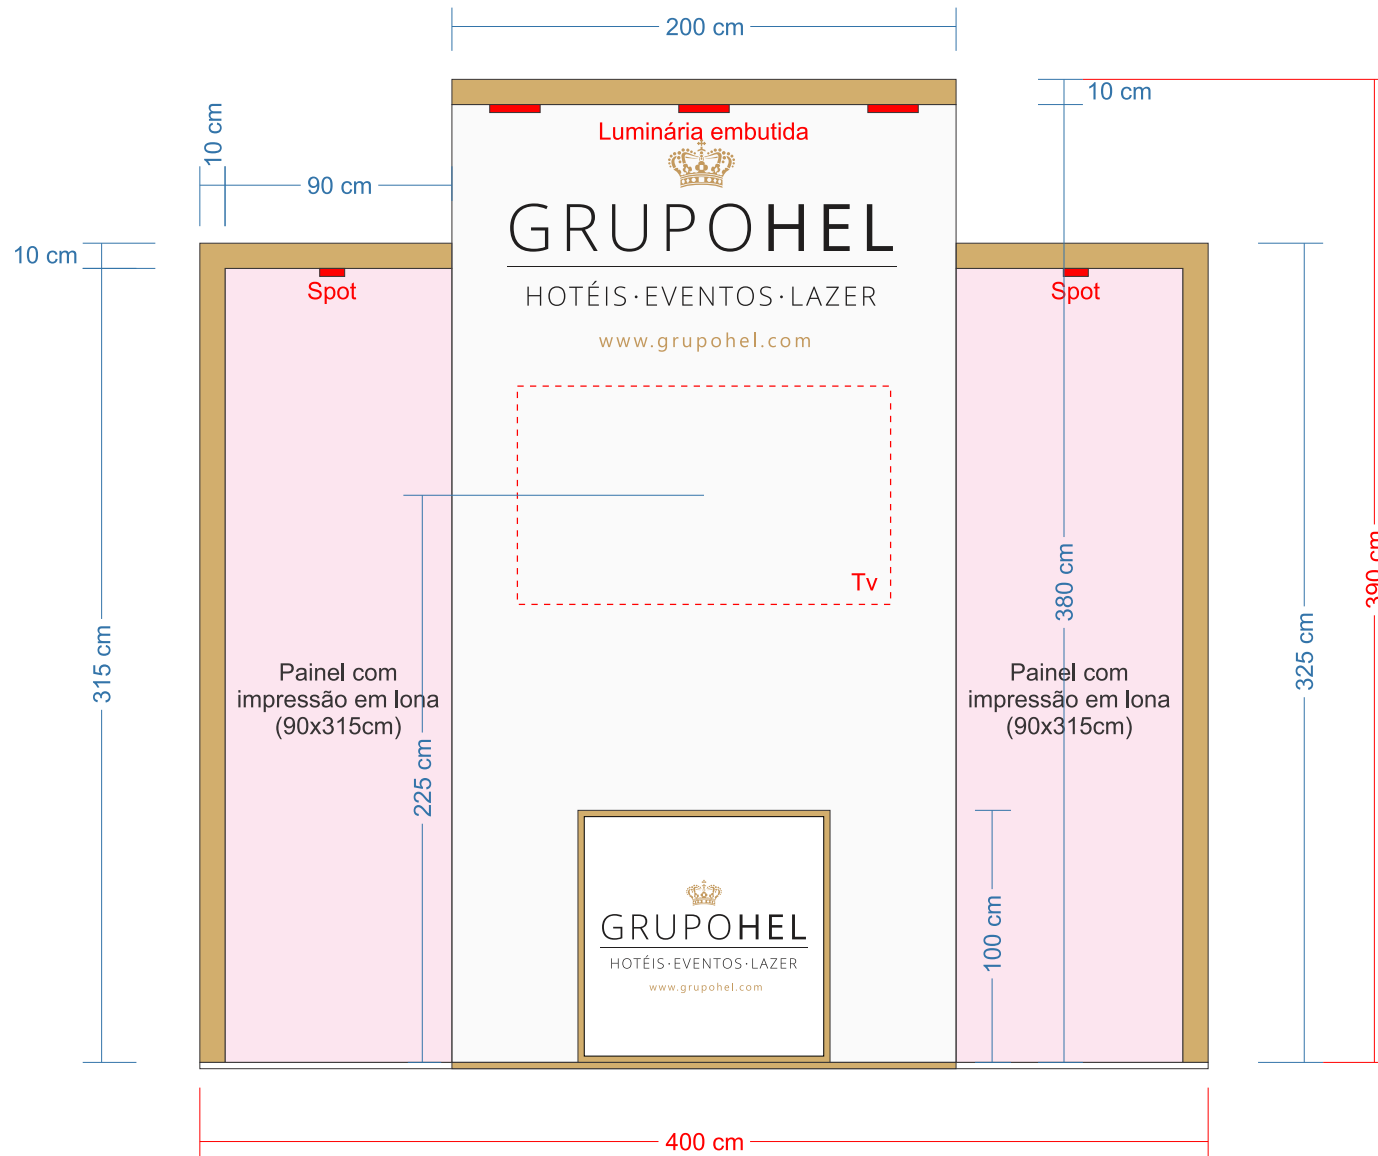 200 cm
10 cm
10 cm
Luminária embutida
90 cm
GRUPOHEL
10 cm
Spot
Spot
HOTÉIS·EVENTOS·LAZER
www.grupohel.com
Tv
390 cm
380 cm
315 cm
325 cm
Painel com
impressão em lona
(90x315cm)
Painel com
impressão em lona
(90x315cm)
225 cm
100 cm
GRUPOHEL
HOTÉIS·EVENTOS·LAZER
www.grupohel.com
400 cm